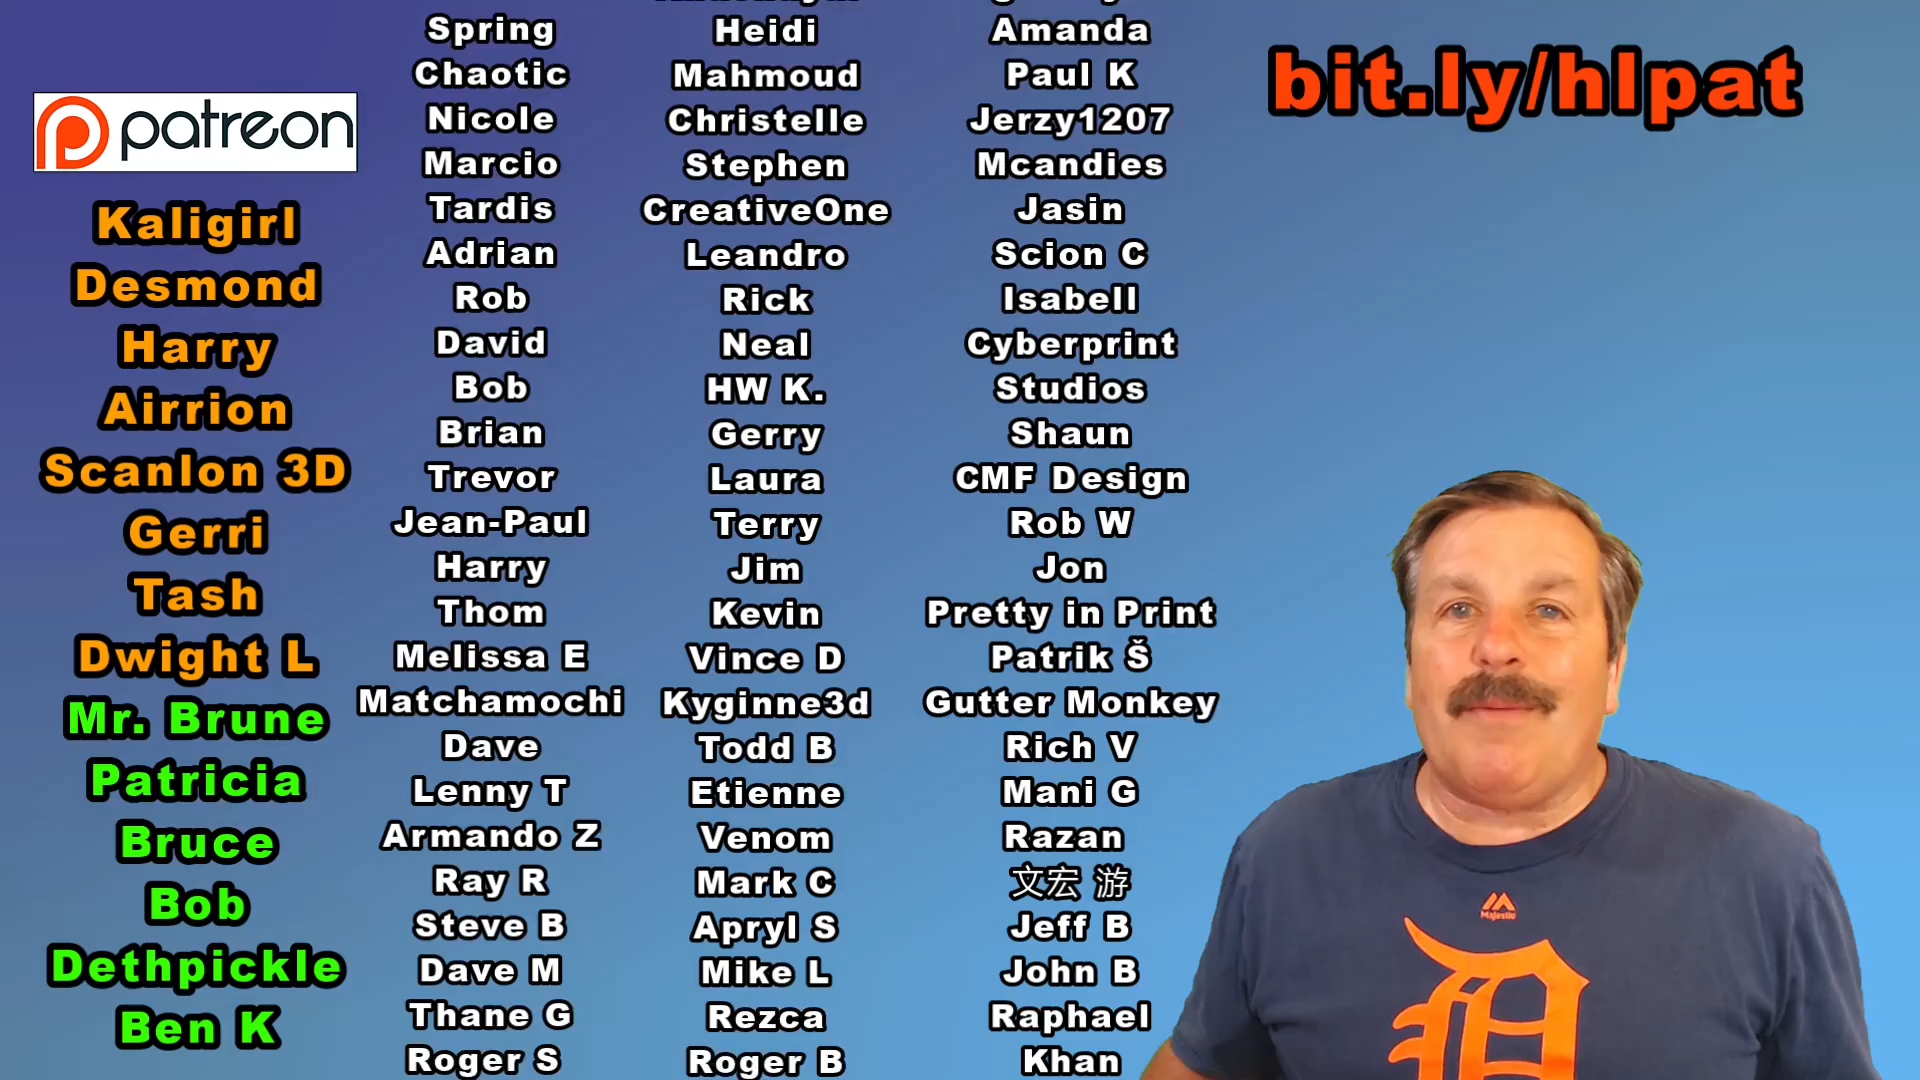 patreon
Kaligirl
Desmond
Harry
Airrion
Scanlon 3D
Gerri
Tash
Dwight L
Mr. Brune
Patricia
Bruce
Bob
Dethpickle
Ben K
Spring
Chaotic
Nicole
Marcio
Tardis
Adrian
Rob
David
Bob
Brian
Trevor
Jean-Paul
Harry
Thom
Melissa E
Matchamochi
Dave
Lenny T
Armando Z
Ray R
Steve B
Dave M
Thane G
Roger S
Heidi
Mahmoud
Christelle
Stephen
CreativeOne
Leandro
Rick
Neal
HW K.
Gerry
Laura
Terry
Jim
Kevin
Vince D
Kyginne3d
Todd B
Etienne
Venom
Mark C
Apryl S
Mike L
Rezca
Roger B
Amanda
Paul K
Jerzy1207
Mcandies
Jasin
Scion C
Isabell
Cyberprint
Studios
Shaun
CMF Design
Rob W
Jon
Pretty in Print
Patrik Š
Gutter Monkey
Rich V
Mani G
Razan
文宏 游
Jeff B
John B
Raphael
Khan
bit.ly/hlpat
Majestic